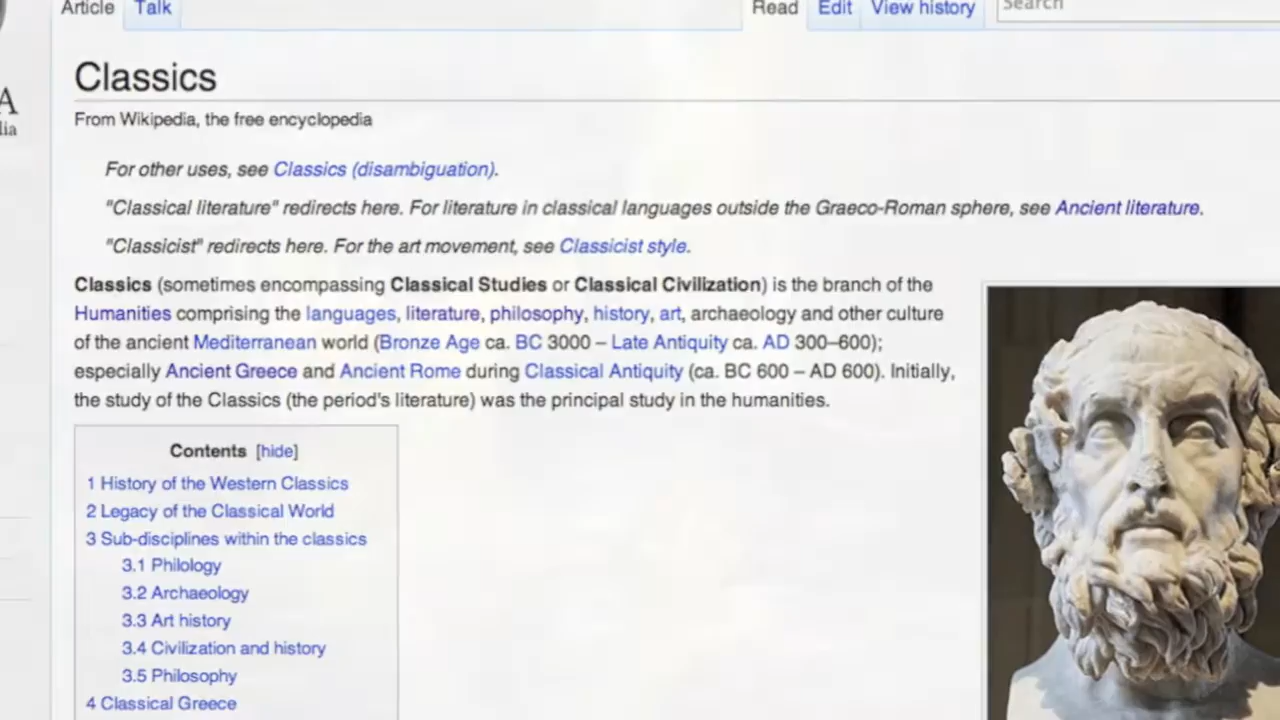 Article Talk Read Edit View history Search
A
lia
Classics
From Wikipedia, the free encyclopedia
For other uses, see Classics (disambiguation).
"Classical literature" redirects here. For literature in classical languages outside the Graeco-Roman sphere, see Ancient literature.
"Classicist" redirects here. For the art movement, see Classicist style.
Classics (sometimes encompassing Classical Studies or Classical Civilization) is the branch of the
Humanities comprising the languages, literature, philosophy, history, art, archaeology and other culture
of the ancient Mediterranean world (Bronze Age ca. BC 3000 – Late Antiquity ca. AD 300–600);
especially Ancient Greece and Ancient Rome during Classical Antiquity (ca. BC 600 – AD 600). Initially,
the study of the Classics (the period's literature) was the principal study in the humanities.
Contents [hide]
1 History of the Western Classics
2 Legacy of the Classical World
3 Sub-disciplines within the classics
3.1 Philology
3.2 Archaeology
3.3 Art history
3.4 Civilization and history
3.5 Philosophy
4 Classical Greece